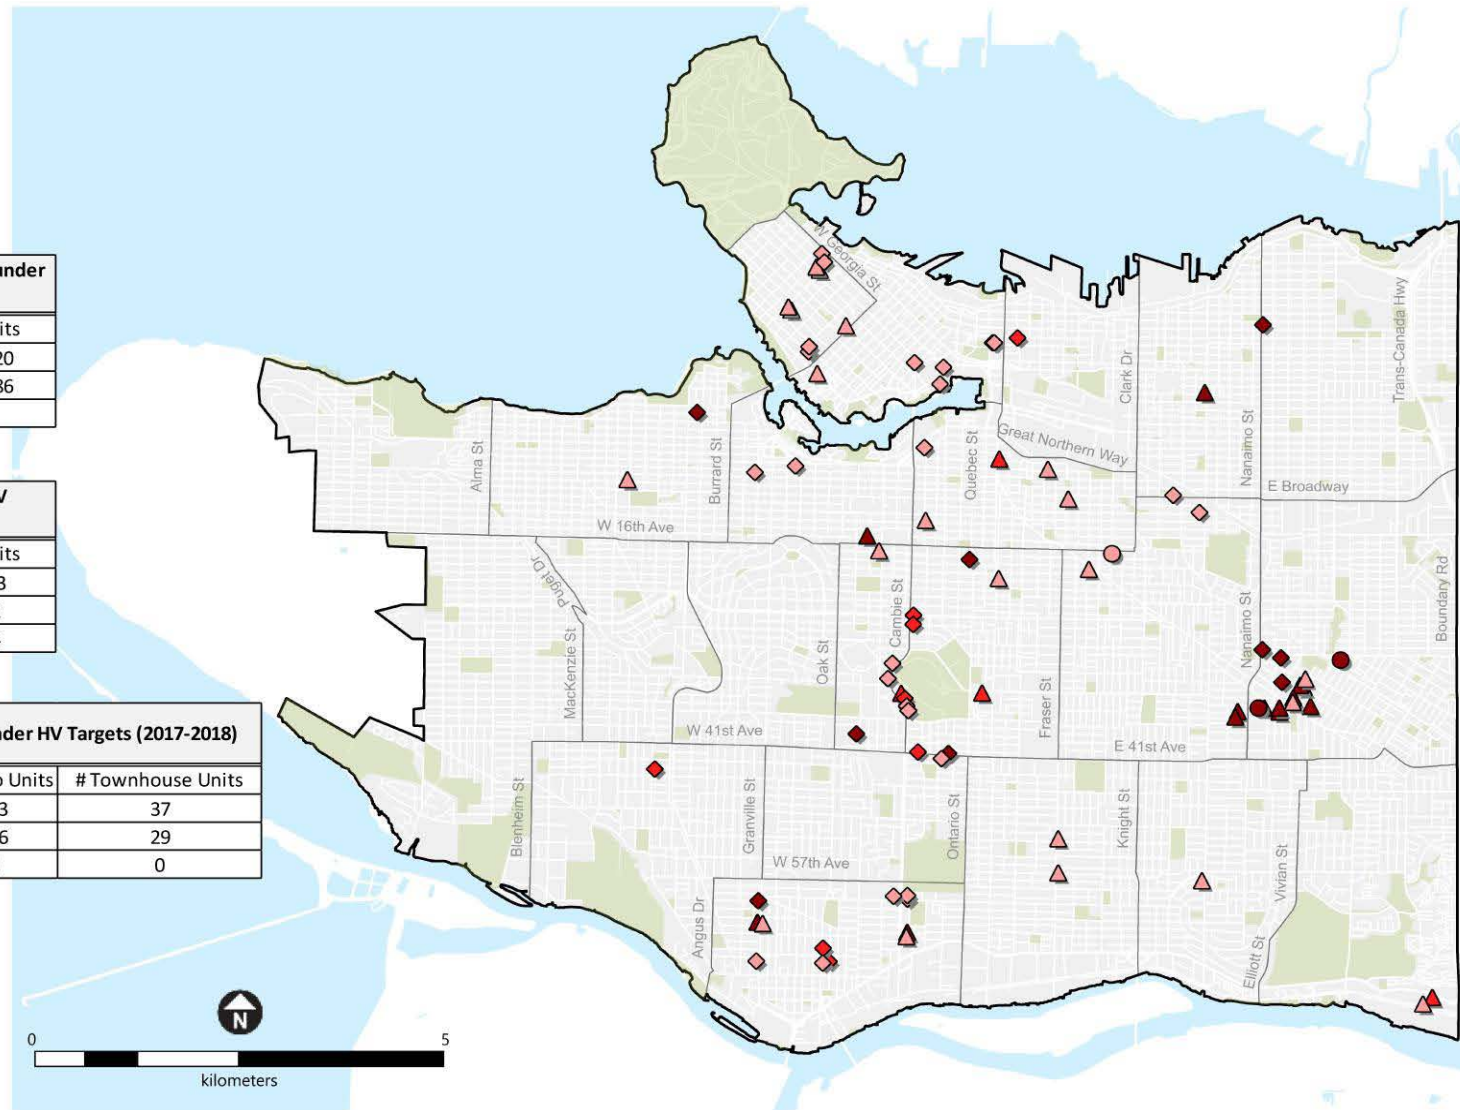 under
its
20
36
V
its
3
der HV Targets (2017-2018)
Units # Townhouse Units
3 37
6 29
0
W Georgia St
Clark Dr
Trans-Canada Hwy
Alma St
Burrard St
Quebec St
Great Northern Way
Nanaimo St
E Broadway
W 16th Ave
Puget Dr
MacKenzie St
Oak St
Cambie St
Fraser St
Nanaimo St
Boundary Rd
W 41st Ave
E 41st Ave
Blenheim St
Granville St
Ontario St
Knight St
Vivian St
W 57th Ave
Angus Dr
Elliott St
N
0 5
kilometers